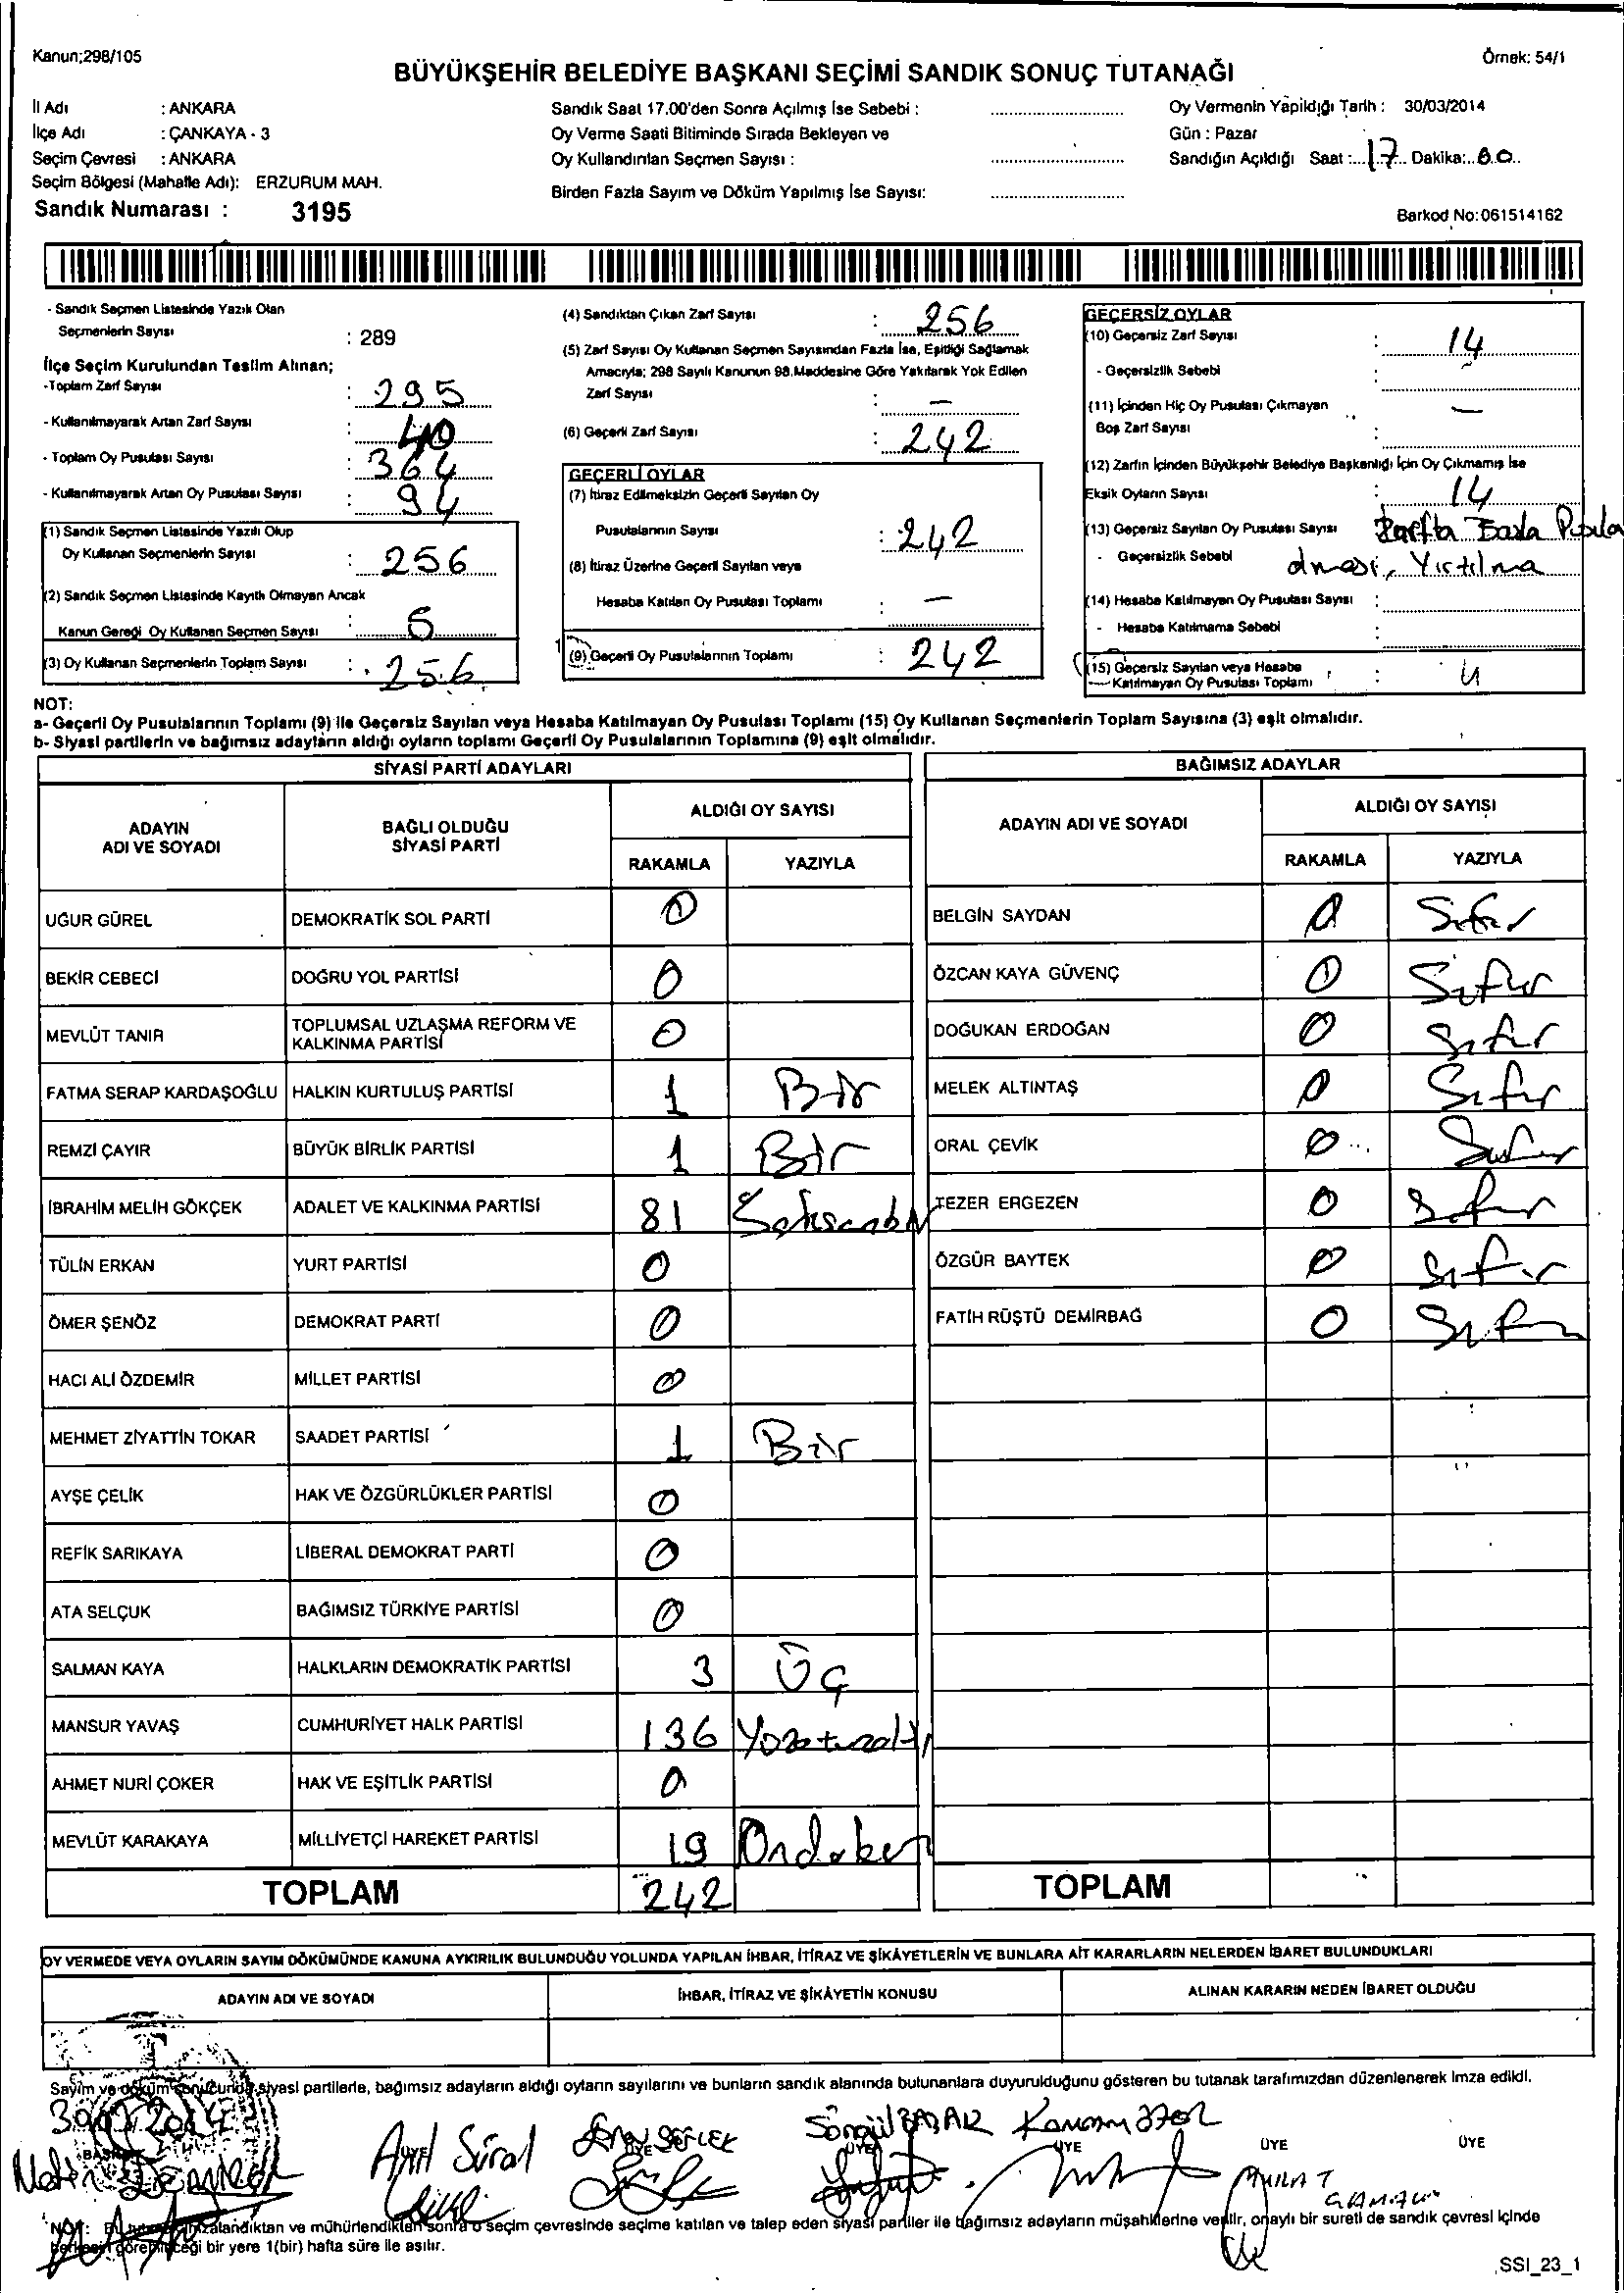 Kanun;298/105
Örnek: 54/1
BÜYÜKŞEHİR BELEDİYE BAŞKANI SEÇİMİ SANDIK SONUÇ TUTANAĞI
İl Adı : ANKARA
İlçe Adı : ÇANKAYA - 3
Seçim Çevresi : ANKARA
Seçim Bölgesi (Mahalle Adı): ERZURUM MAH.
Sandık Numarası : 3195
Sandık Saat 17.00'den Sonra Açılmış İse Sebebi :
Oy Verme Saati Bitiminde Sırada Bekleyen ve
Oy Kullandırılan Seçmen Sayısı :
Birden Fazla Sayım ve Döküm Yapılmış İse Sayısı:
Oy Vermenin Yapıldığı Tarih : 30/03/2014
Gün : Pazar
Sandığın Açıldığı Saat : 17 Dakika:
Barkod No:061514162
- Sandık Seçmen Listesinde Yazılı Olan
Seçmenlerin Sayısı : 289
İlçe Seçim Kurulundan Teslim Alınan;
-Toplam Zarf Sayısı : 295
- Kullanılmayarak Artan Zarf Sayısı : 40
- Toplam Oy Pusulası Sayısı : 364
- Kullanılmayarak Artan Oy Pusulası Sayısı : 94
(1) Sandık Seçmen Listesinde Yazılı Olup
Oy Kullanan Seçmenlerin Sayısı : 256
(2) Sandık Seçmen Listesinde Kayıtlı Olmayan Ancak
Kanun Gereği Oy Kullanan Seçmen Sayısı :
(3) Oy Kullanan Seçmenlerin Toplam Sayısı : 256
(4) Sandıktan Çıkan Zarf Sayısı : 256
(5) Zarf Sayısı Oy Kullanan Seçmen Sayısından Fazla İse, Eşitliği Sağlamak
Amacıyla; 298 Sayılı Kanunun 98.Maddesine Göre Yakılarak Yok Edilen
Zarf Sayısı : -
(6) Geçerli Zarf Sayısı : 242
GEÇERLİ OYLAR
(7) İtiraz Edilmeksizin Geçerli Sayılan Oy
Pusulalarının Sayısı : 242
(8) İtiraz Üzerine Geçerli Sayılan veya
Hesaba Katılan Oy Pusulası Toplamı : -
(9) Geçerli Oy Pusulalarının Toplamı : 242
GEÇERSİZ OYLAR
(10) Geçersiz Zarf Sayısı : 14
- Geçersizlik Sebebi :
(11) İçinden Hiç Oy Pusulası Çıkmayan
Boş Zarf Sayısı : -
(12) Zarfın İçinden Büyükşehir Belediye Başkanlığı İçin Oy Çıkmamış İse
Eksik Oyların Sayısı : 14
(13) Geçersiz Sayılan Oy Pusulası Sayısı : Zarfta Fazla Pusula
- Geçersizlik Sebebi olması, Yırtılma
(14) Hesaba Katılmayan Oy Pusulası Sayısı :
- Hesaba Katılmama Sebebi :
(15) Geçersiz Sayılan veya Hesaba
Katılmayan Oy Pusulası Toplamı :
NOT:
a- Geçerli Oy Pusulalarının Toplamı (9) ile Geçersiz Sayılan veya Hesaba Katılmayan Oy Pusulası Toplamı (15) Oy Kullanan Seçmenlerin Toplam Sayısına (3) eşit olmalıdır.
b- Siyasi partilerin ve bağımsız adayların aldığı oyların toplamı Geçerli Oy Pusulalarının Toplamına (9) eşit olmalıdır.
SİYASİ PARTİ ADAYLARI
ADAYIN ADI VE SOYADI
BAĞLI OLDUĞU SİYASİ PARTİ
ALDIĞI OY SAYISI
RAKAMLA YAZIYLA
UĞUR GÜREL DEMOKRATİK SOL PARTİ 0
BEKİR CEBECİ DOĞRU YOL PARTİSİ 0
MEVLÜT TANIR TOPLUMSAL UZLAŞMA REFORM VE KALKINMA PARTİSİ 0
FATMA SERAP KARDAŞOĞLU HALKIN KURTULUŞ PARTİSİ 1 Bir
REMZİ ÇAYIR BÜYÜK BİRLİK PARTİSİ 1 Bir
İBRAHİM MELİH GÖKÇEK ADALET VE KALKINMA PARTİSİ 81 Seksenbir
TÜLİN ERKAN YURT PARTİSİ 0
ÖMER ŞENÖZ DEMOKRAT PARTİ 0
HACI ALİ ÖZDEMİR MİLLET PARTİSİ 0
MEHMET ZİYATTİN TOKAR SAADET PARTİSİ 1 Bir
AYŞE ÇELİK HAK VE ÖZGÜRLÜKLER PARTİSİ 0
REFİK SARIKAYA LİBERAL DEMOKRAT PARTİ 0
ATA SELÇUK BAĞIMSIZ TÜRKİYE PARTİSİ 0
SALMAN KAYA HALKLARIN DEMOKRATİK PARTİSİ 3 Üç
MANSUR YAVAŞ CUMHURİYET HALK PARTİSİ 136 Yüzotuzaltı
AHMET NURİ ÇOKER HAK VE EŞİTLİK PARTİSİ 0
MEVLÜT KARAKAYA MİLLİYETÇİ HAREKET PARTİSİ 19 Ondokuz
TOPLAM 242
BAĞIMSIZ ADAYLAR
ADAYIN ADI VE SOYADI
ALDIĞI OY SAYISI
RAKAMLA YAZIYLA
BELGİN SAYDAN 0 Sıfır
ÖZCAN KAYA GÜVENÇ 0 Sıfır
DOĞUKAN ERDOĞAN 0 Sıfır
MELEK ALTINTAŞ 0 Sıfır
ORAL ÇEVİK 0 Sıfır
TEZER ERGEZEN 0 Sıfır
ÖZGÜR BAYTEK 0 Sıfır
FATİH RÜŞTÜ DEMİRBAĞ 0 Sıfır
TOPLAM
OY VERMEDE VEYA OYLARIN SAYIM DÖKÜMÜNDE KANUNA AYKIRILIK BULUNDUĞU YOLUNDA YAPILAN İHBAR, İTİRAZ VE ŞİKÂYETLERİN VE BUNLARA AİT KARARLARIN NELERDEN İBARET BULUNDUKLARI
ADAYIN ADI VE SOYADI İHBAR, İTİRAZ VE ŞİKÂYETİN KONUSU ALINAN KARARIN NEDEN İBARET OLDUĞU
Sayım ve döküm sonucunda siyasi partilerle, bağımsız adayların aldığı oyların sayılarını ve bunların sandık alanında bulunanlara duyurulduğunu gösteren bu tutanak tarafımızdan düzenlenerek imza edildi.
Songül BAŞAR
Süral
ÜYE ÜYE ÜYE ÜYE ÜYE ÜYE
MURAT
NOT: Bu tutanak imzalandıktan ve mühürlendikten sonra o seçim çevresinde seçime katılan ve talep eden siyasi partiler ile bağımsız adayların müşahitlerine verilir, onaylı bir sureti de sandık çevresi içinde
herkesin görebileceği bir yere 1(bir) hafta süre ile asılır.
SSI_23_1